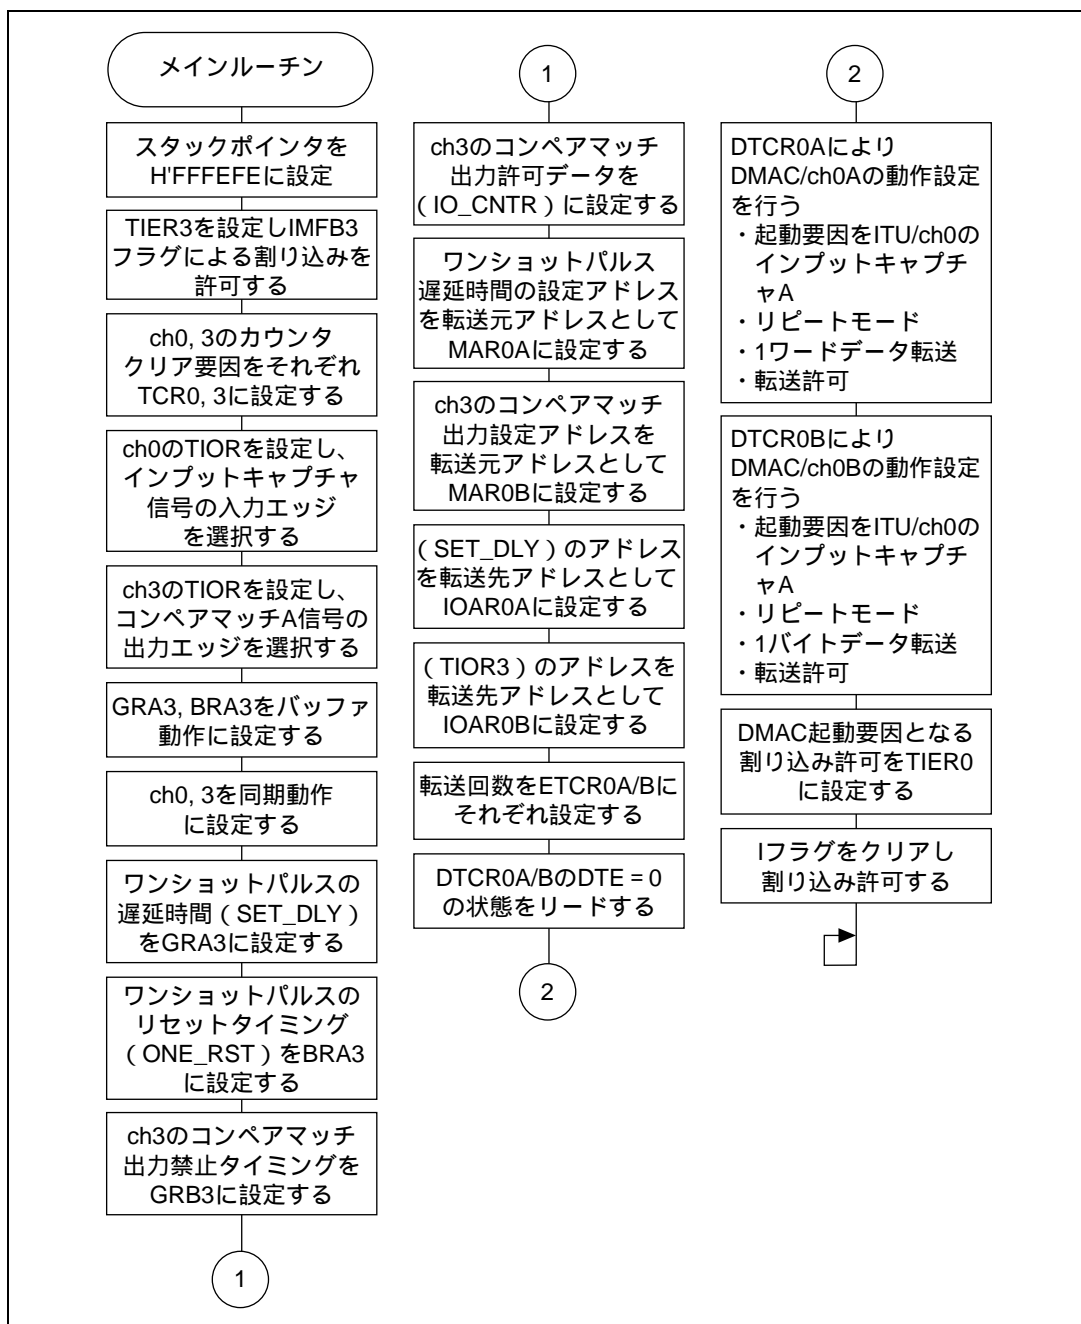 メインルーチン
スタックポインタを
H'FFFEFEに設定
TIER3を設定しIMFB3
フラグによる割り込みを
許可する
ch0, 3のカウンタ
クリア要因をそれぞれ
TCR0, 3に設定する
ch0のTIORを設定し、
インプットキャプチャ
信号の入力エッジ
を選択する
ch3のTIORを設定し、
コンペアマッチA信号の
出力エッジを選択する
GRA3, BRA3をバッファ
動作に設定する
ch0, 3を同期動作
に設定する
ワンショットパルスの
遅延時間（SET_DLY）
をGRA3に設定する
ワンショットパルスの
リセットタイミング
（ONE_RST）をBRA3
に設定する
ch3のコンペアマッチ
出力禁止タイミングを
GRB3に設定する
1
1
ch3のコンペアマッチ
出力許可データを
（IO_CNTR）に設定する
ワンショットパルス
遅延時間の設定アドレス
を転送元アドレスとして
MAR0Aに設定する
ch3のコンペアマッチ
出力設定アドレスを
転送元アドレスとして
MAR0Bに設定する
（SET_DLY）のアドレス
を転送先アドレスとして
IOAR0Aに設定する
（TIOR3）のアドレスを
転送先アドレスとして
IOAR0Bに設定する
転送回数をETCR0A/Bに
それぞれ設定する
DTCR0A/BのDTE = 0
の状態をリードする
2
2
DTCR0Aにより
DMAC/ch0Aの動作設定
を行う
・起動要因をITU/ch0の
インプットキャプチ
ャA
・リピートモード
・1ワードデータ転送
・転送許可
DTCR0Bにより
DMAC/ch0Bの動作設定
を行う
・起動要因をITU/ch0の
インプットキャプチ
ャA
・リピートモード
・1バイトデータ転送
・転送許可
DMAC起動要因となる
割り込み許可をTIER0
に設定する
Iフラグをクリアし
割り込み許可する